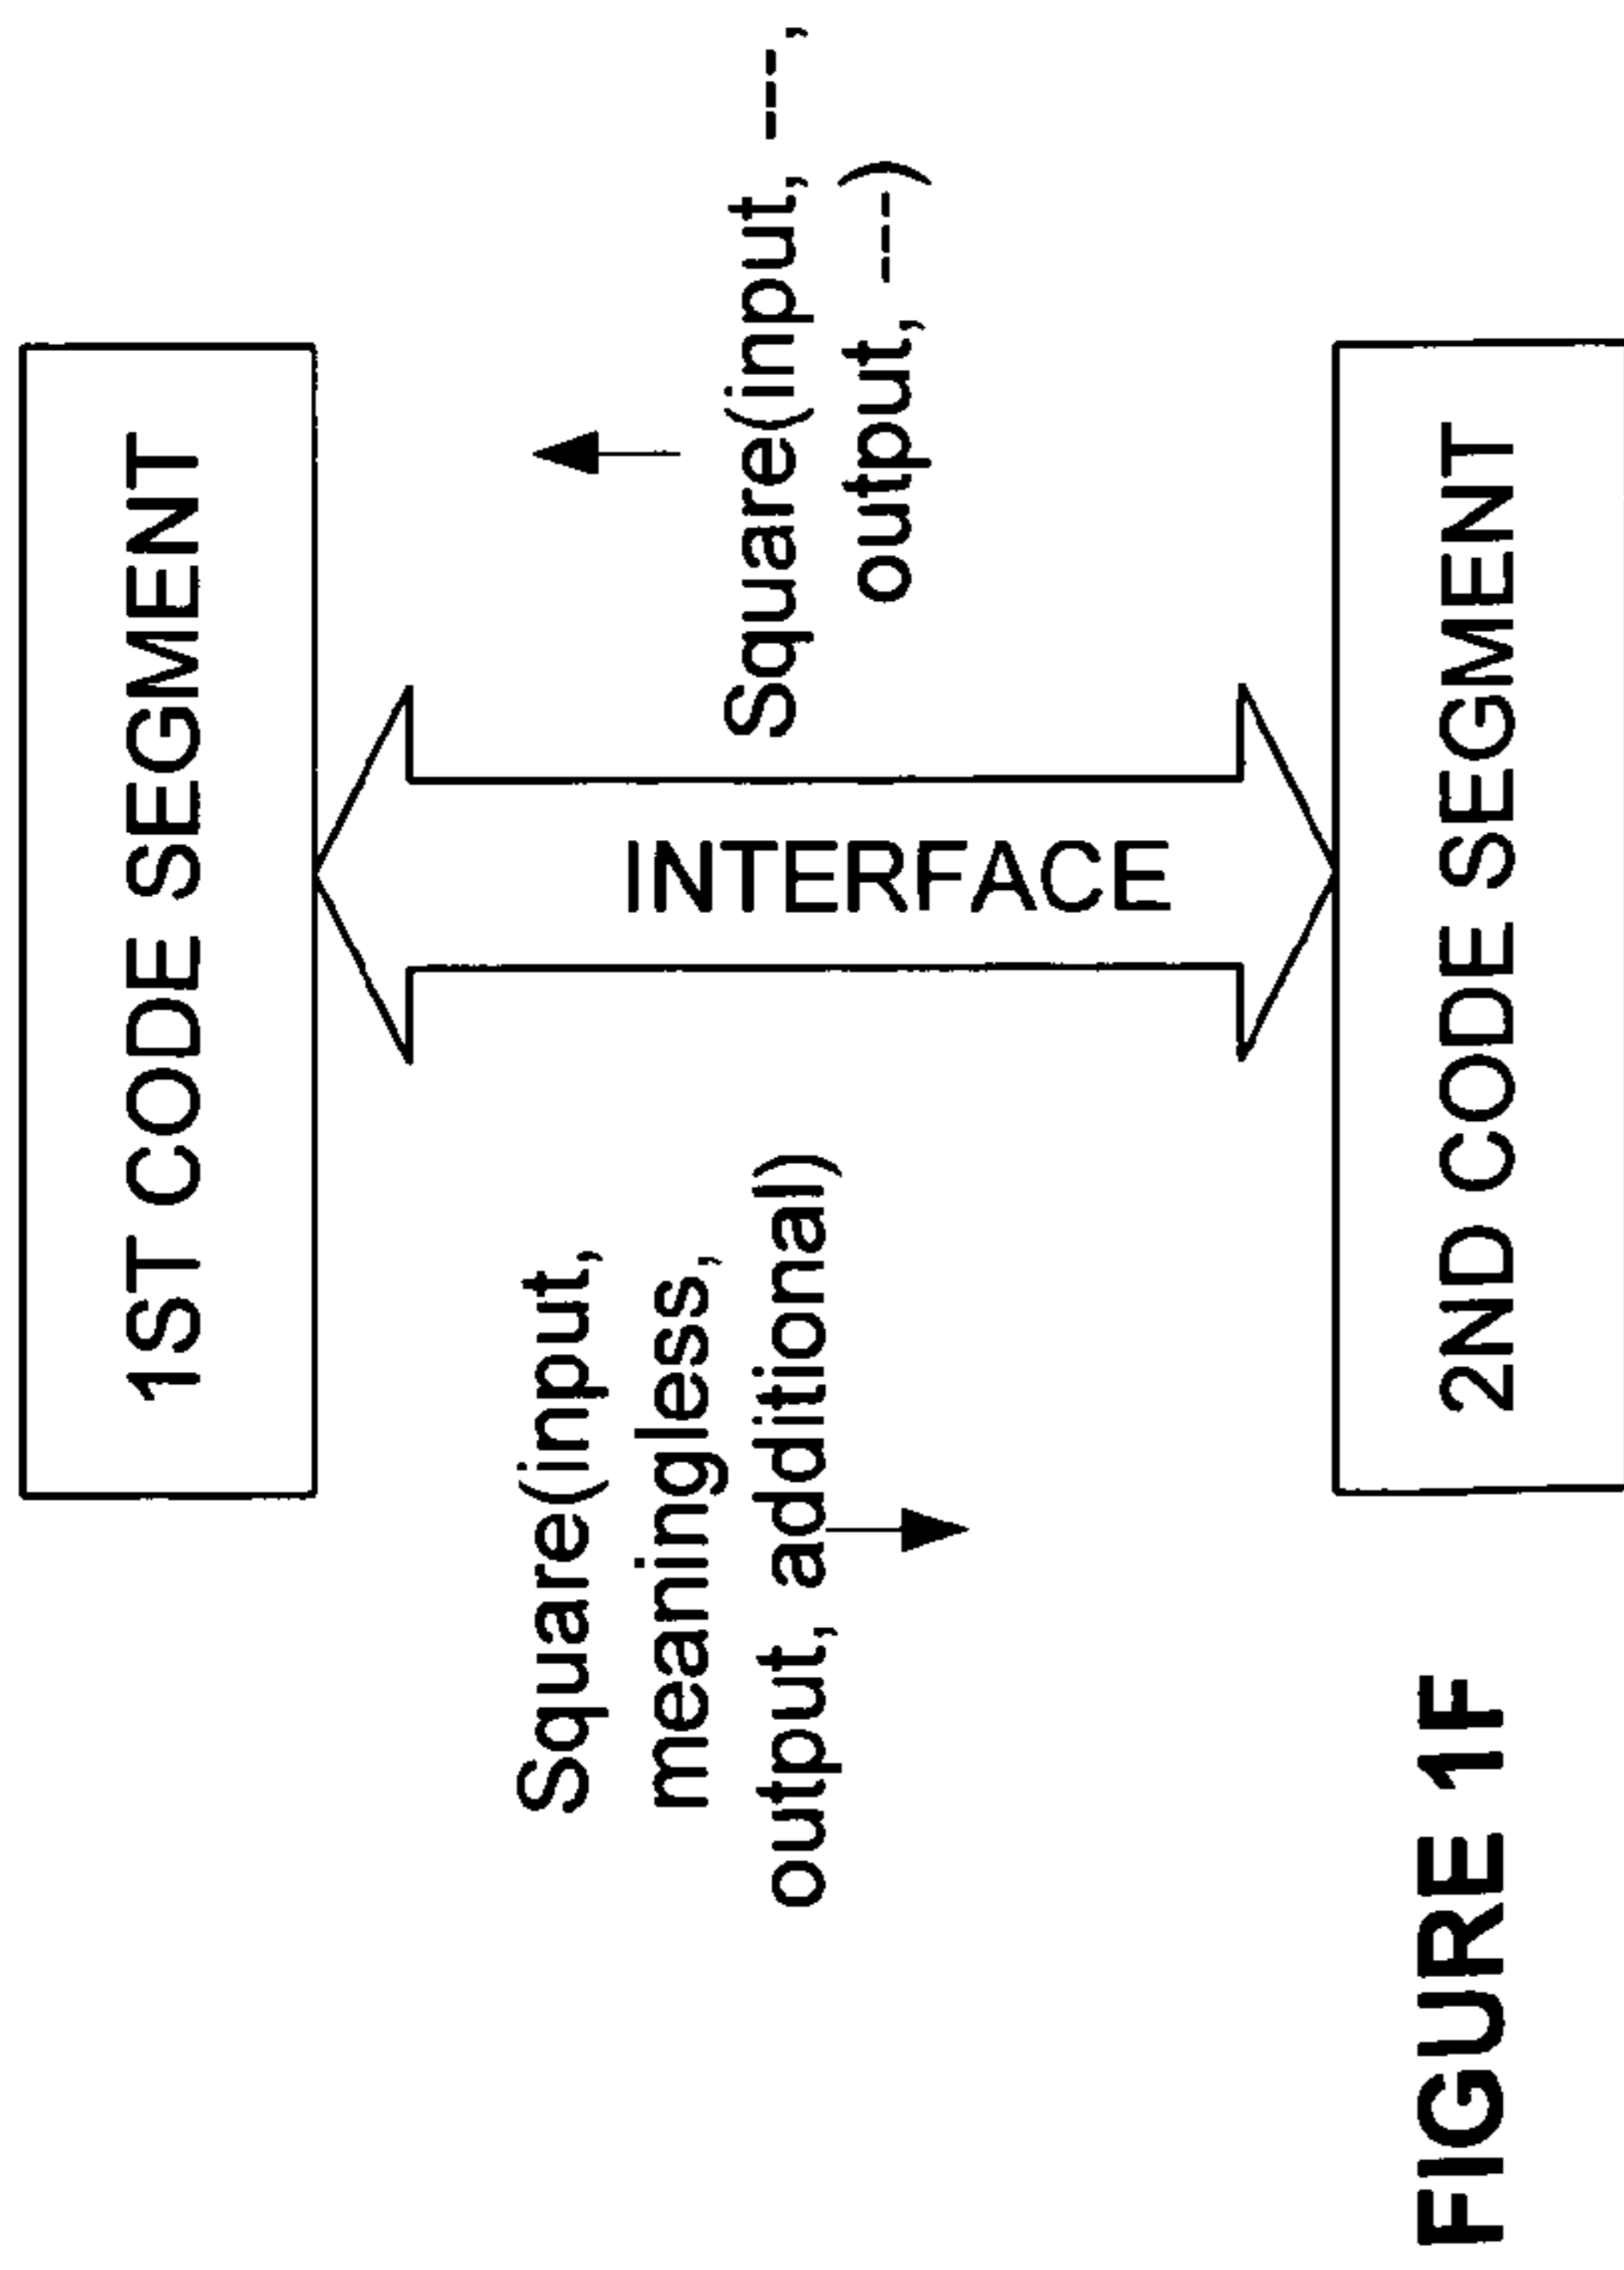 1ST CODE SEGMENT
Square(input,
meaningless,
output, additional)
INTERFACE
Square(input, ---,
output, ---)
2ND CODE SEGMENT
FIGURE 1F